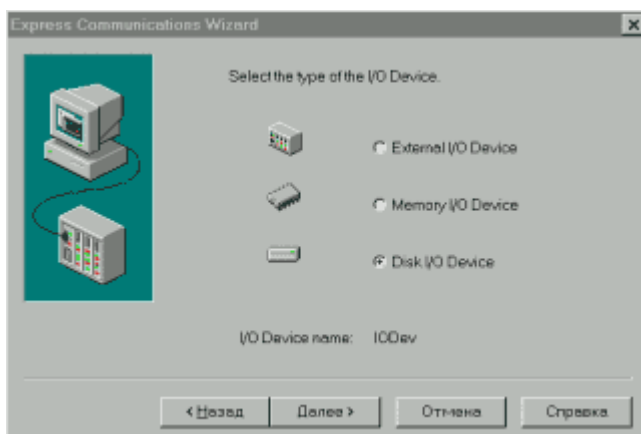 Express Communications Wizard
Select the type of the I/O Device.
External I/O Device
Memory I/O Device
Disk I/O Device
I/O Device name: IODev
< Назад Далее > Отмена Справка